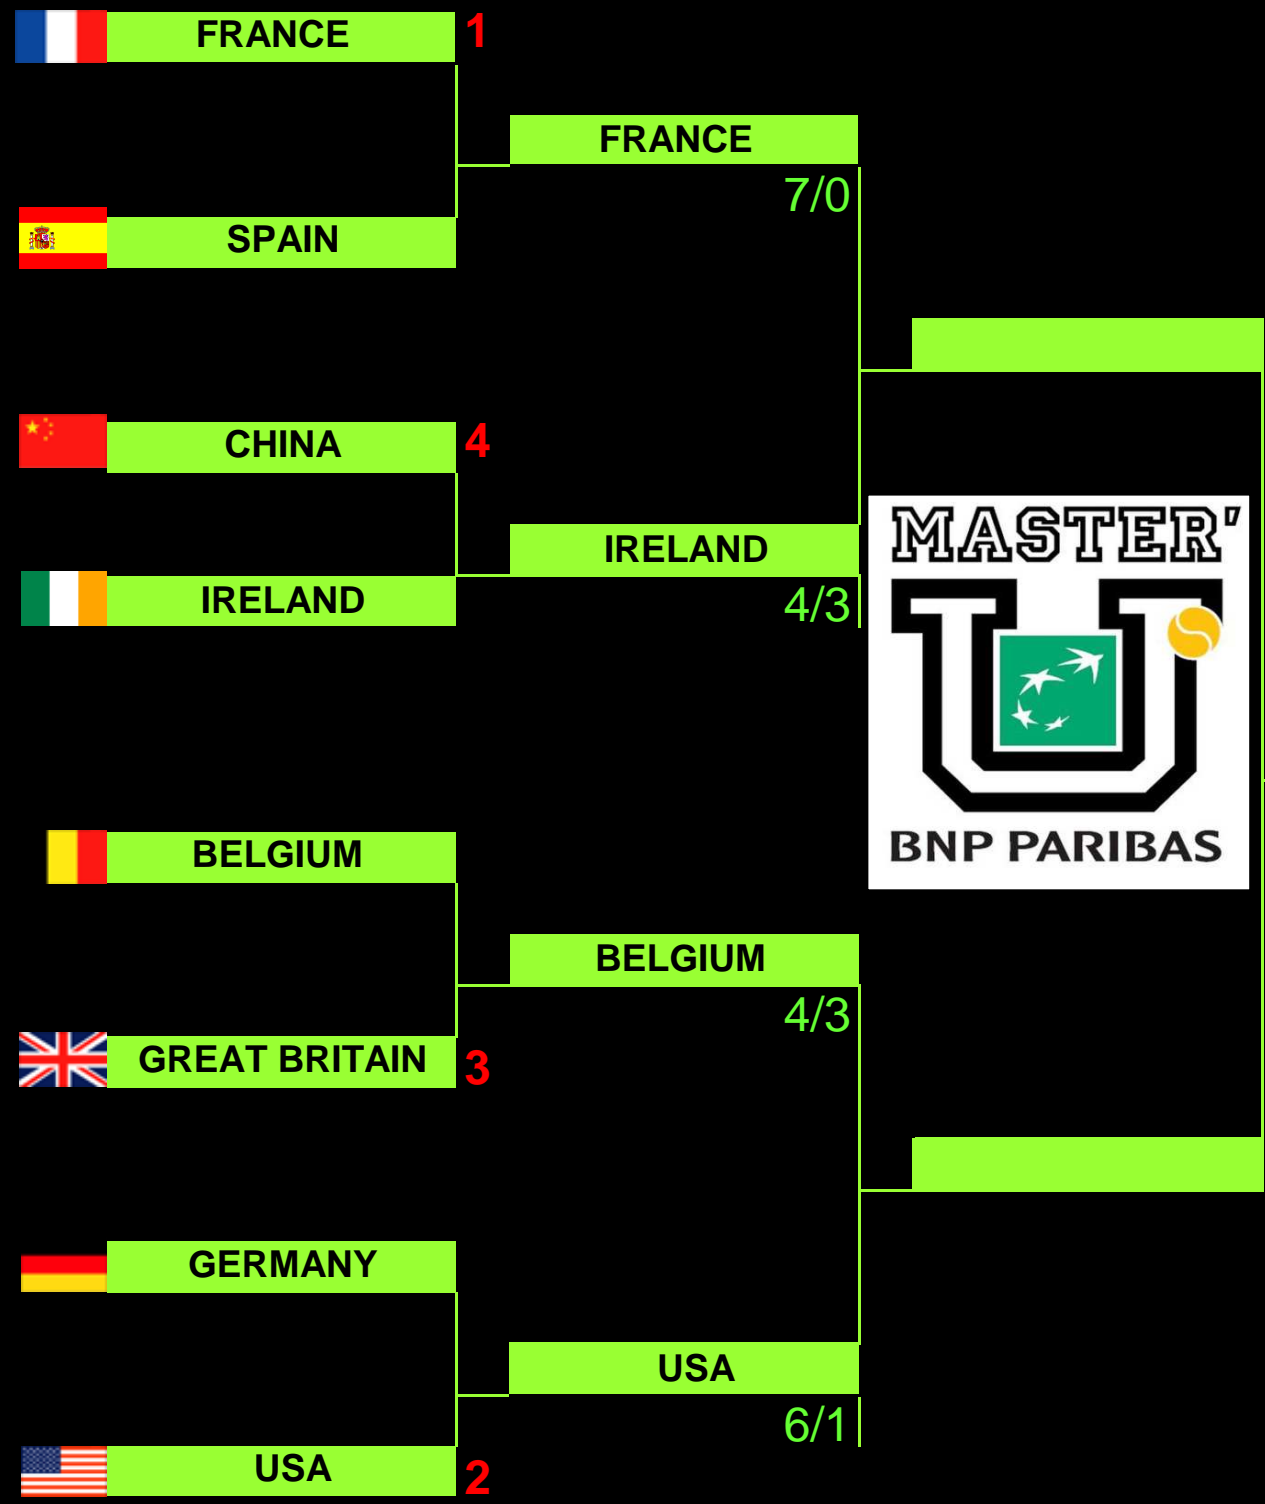 FRANCE 1
FRANCE
7/0
SPAIN
CHINA 4
IRELAND
4/3
IRELAND
MASTER'
U
BNP PARIBAS
BELGIUM
BELGIUM
4/3
GREAT BRITAIN 3
GERMANY
USA
6/1
USA 2